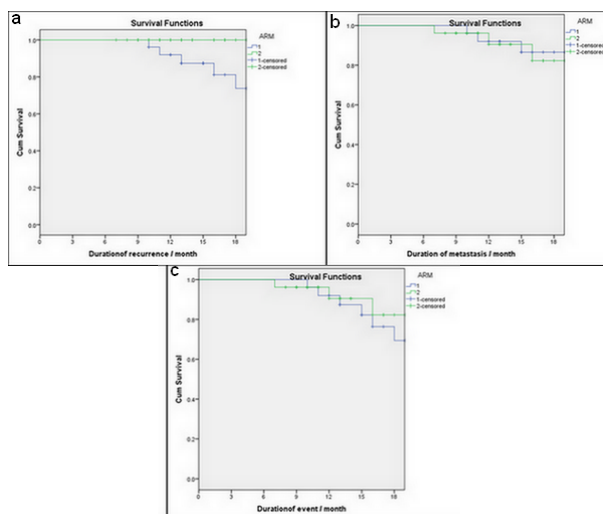 a
Survival Functions
ARM
1
2
1-censored
2-censored
Cum Survival
1.0
0.8
0.6
0.4
0.2
0.0
0 3 6 9 12 15 18
Durationof recurrence / month
b
Survival Functions
ARM
1
2
1-censored
2-censored
Cum Survival
1.0
0.8
0.6
0.4
0.2
0.0
0 3 6 9 12 15 18
Duration of metastasis / month
c
Survival Functions
ARM
1
2
1-censored
2-censored
Cum Survival
1.0
0.8
0.6
0.4
0.2
0.0
0 3 6 9 12 15 18
Durationof event / month